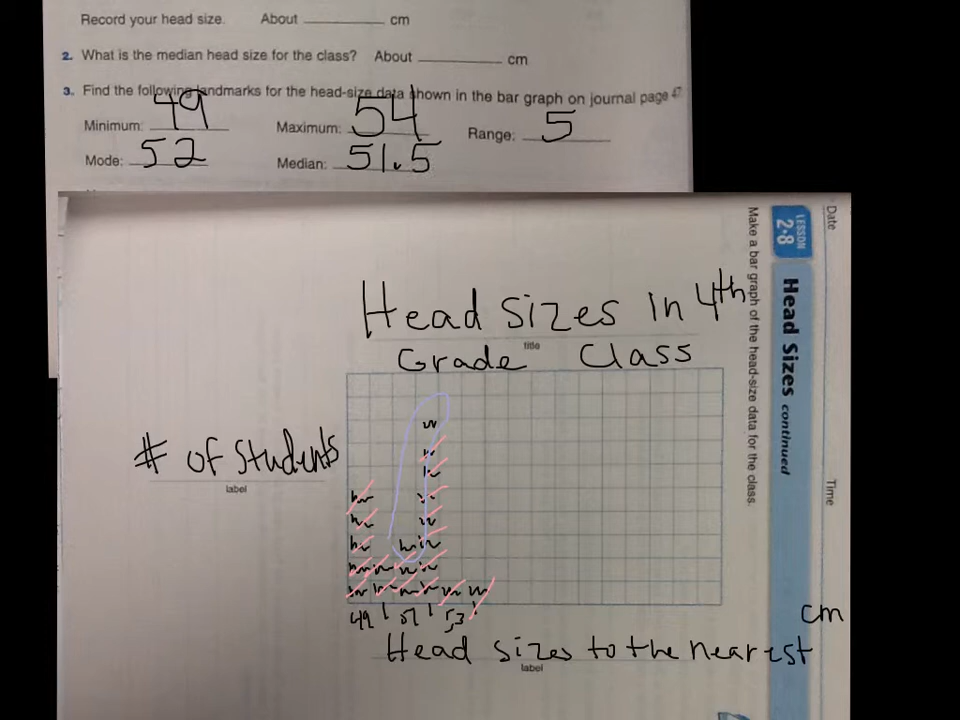 Record your head size. About ____ cm
2. What is the median head size for the class? About ____ cm
3. Find the following landmarks for the head-size data shown in the bar graph on journal page 47
Minimum: 49 Maximum: 54 Range: 5
Mode: 52 Median: 51.5
Date
Time
LESSON 2·8
Head Sizes continued
Make a bar graph of the head-size data for the class.
Head Sizes in 4th
title
Grade Class
# of Students
label
49 51 53
cm
Head sizes to the nearest
label